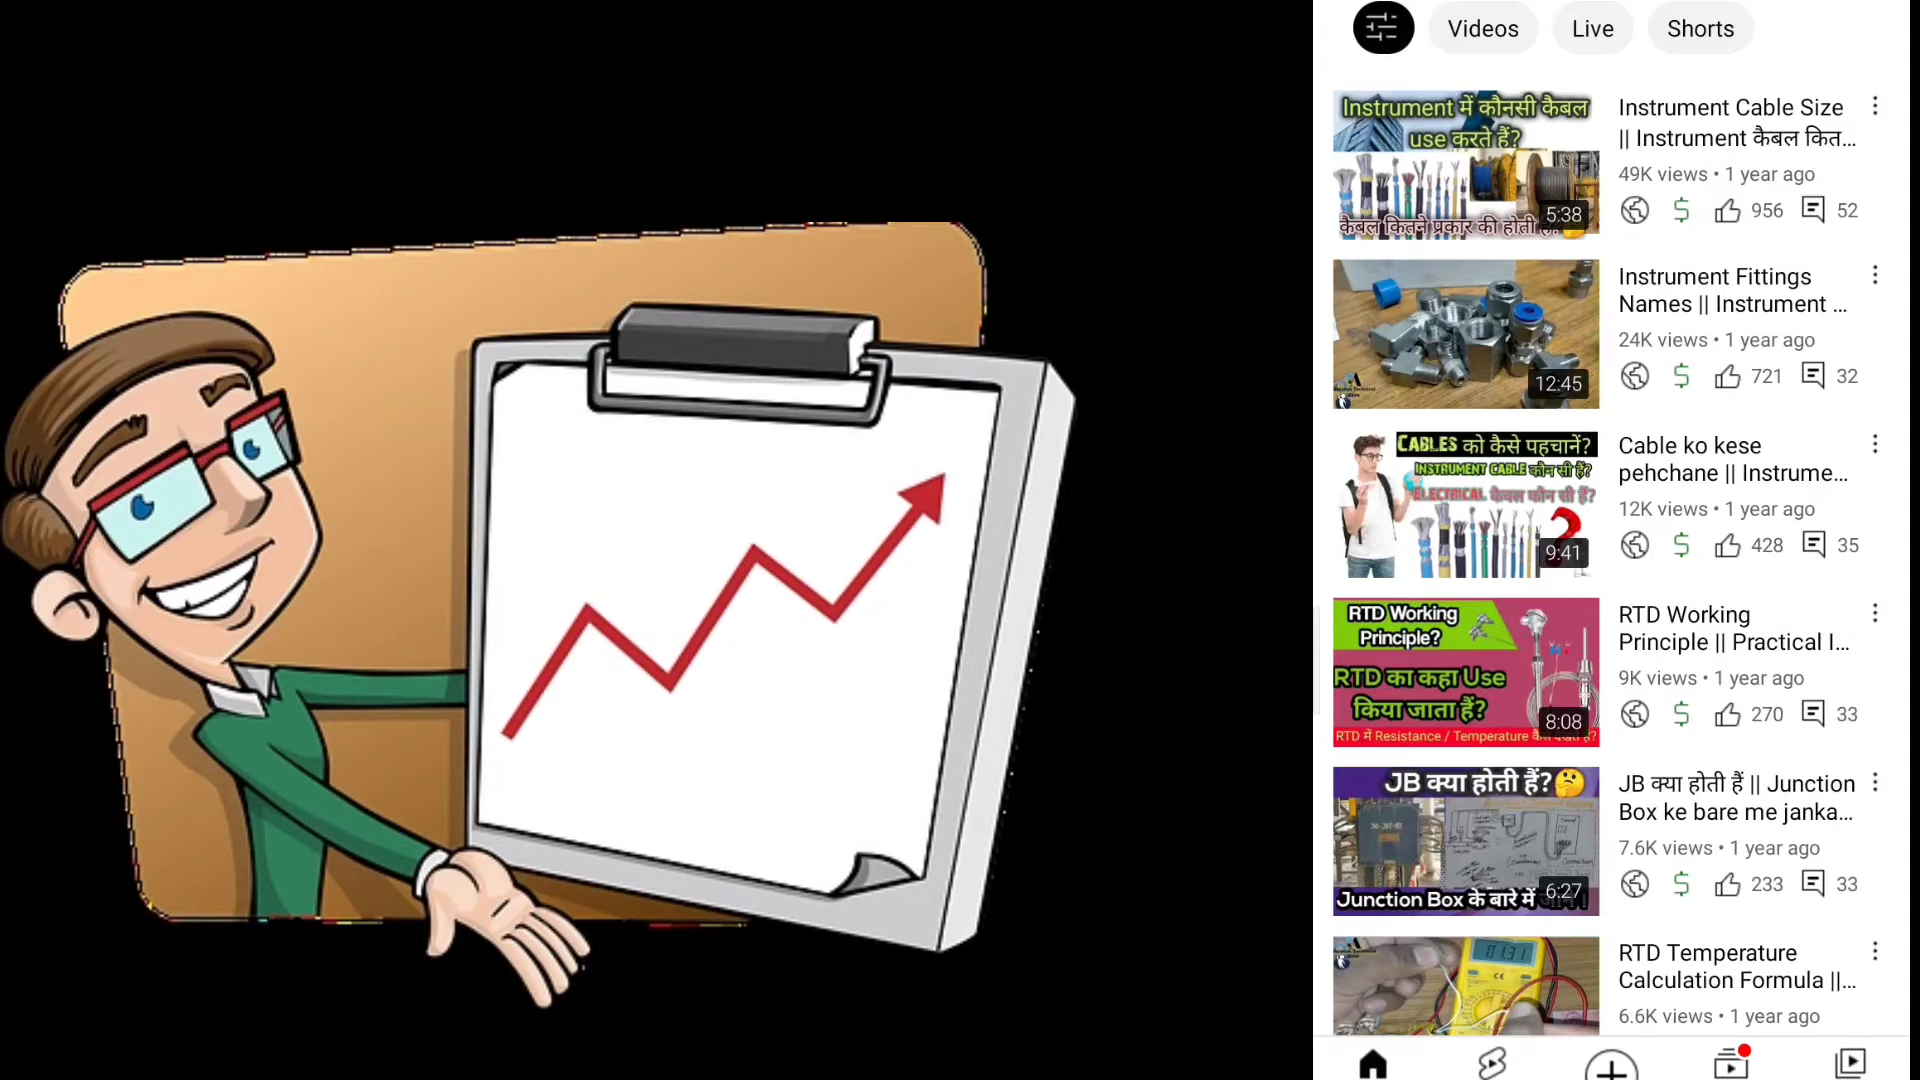 Videos
Live
Shorts
Instrument में कौनसी कैबल
use करते हैं?
कैबल कितने प्रकार की होती है?
5:38
Instrument Cable Size
|| Instrument कैबल कित...
49K views • 1 year ago
956
52
12:45
Instrument Fittings
Names || Instrument ...
24K views • 1 year ago
721
32
CABLES को कैसे पहचानें?
INSTRUMENT CABLE कौन सी हैं?
ELECTRICAL कैबल कौन सी हैं?
9:41
Cable ko kese
pehchane || Instrume...
12K views • 1 year ago
428
35
RTD Working
Principle?
RTD का कहा Use
किया जाता हैं?
RTD में Resistance / Temperature कैसे देखते हैं?
8:08
RTD Working
Principle || Practical I...
9K views • 1 year ago
270
33
JB क्या होती हैं?
Junction Box के बारे में
6:27
JB क्या होती हैं || Junction
Box ke bare me janka...
7.6K views • 1 year ago
233
33
0131
RTD Temperature
Calculation Formula ||...
6.6K views • 1 year ago